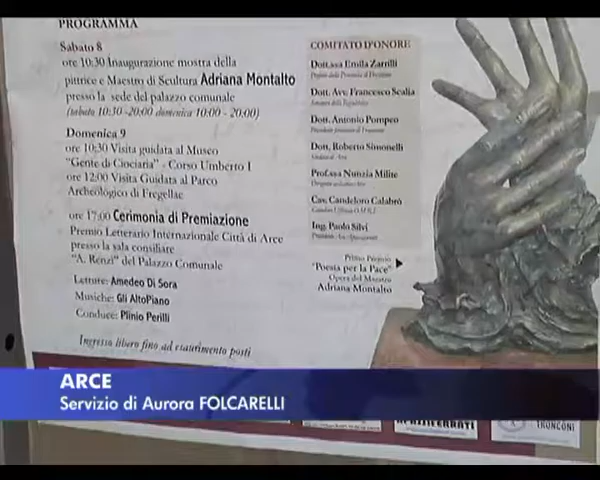 PROGRAMMA
Sabato 8
ore 10:30 Inaugurazione mostra della
pittrice e Maestro di Scultura Adriana Montalto
presso la sede del palazzo comunale
(sabato 10:30 -20:00 domenica 10:00 - 20:00)
Domenica 9
ore 10:30 Visita guidata al Museo
"Gente di Ciociaria" - Corso Umberto I
ore 12:00 Visita Guidata al Parco
Archeologico di Fregellae
ore 17:00 Cerimonia di Premiazione
Premio Letterario Internazionale Città di Arce
presso la sala consiliare
"A. Renzi" del Palazzo Comunale
Letture: Amedeo Di Sora
Musiche: Gli AltoPiano
Conduce: Plinio Perilli
Ingresso libero fino ad esaurimento posti
COMITATO D'ONORE
Dott.ssa Emila Zarrilli
Dott. Avv. Francesco Scalia
Dott. Antonio Pompeo
Dott. Roberto Simonelli
Prof.ssa Nunzia Milite
Cav. Candeloro Calabrò
Ing. Paolo Silvi
Primo Premio
"Poesia per la Pace"
Opera del Maestro
Adriana Montalto
ARCE
Servizio di Aurora FOLCARELLI
TRONCONI